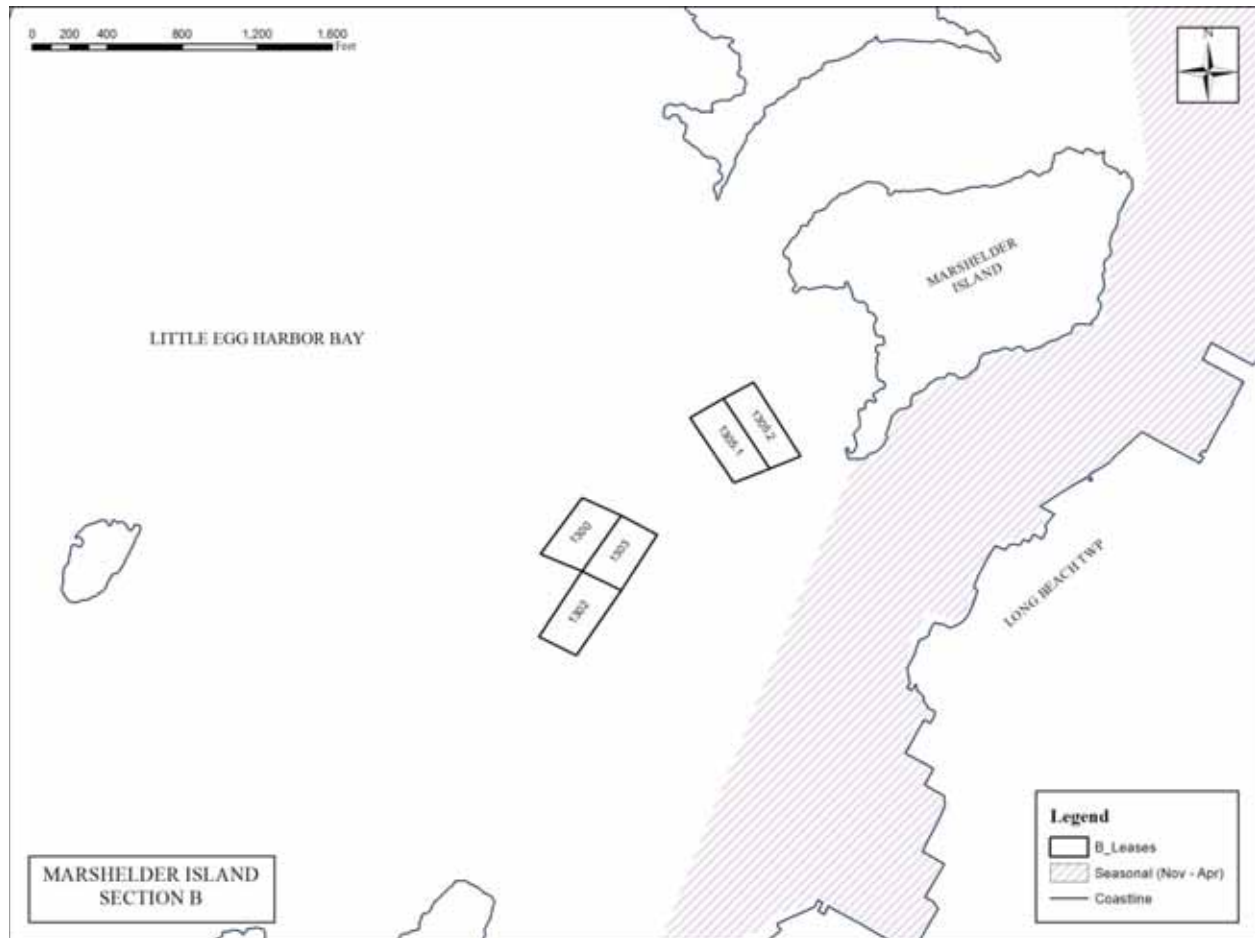 0 200 400 800 1,200 1,600
Feet
N
MARSHELDER
ISLAND
LITTLE EGG HARBOR BAY
1305.2
1305.1
1300
1303
1302
LONG BEACH TWP
Legend
B_Leases
Seasonal (Nov - Apr)
Coastline
MARSHELDER ISLAND
SECTION B